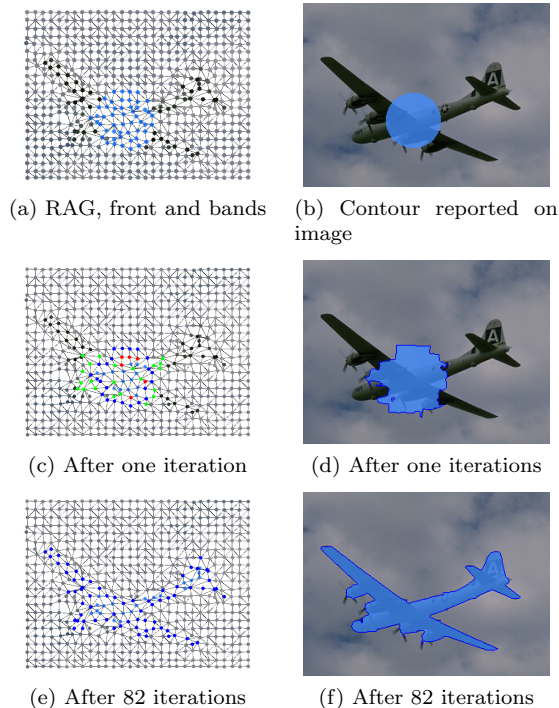 (a) RAG, front and bands
(b) Contour reported on
image
A
(c) After one iteration
(d) After one iterations
A
(e) After 82 iterations
(f) After 82 iterations
A